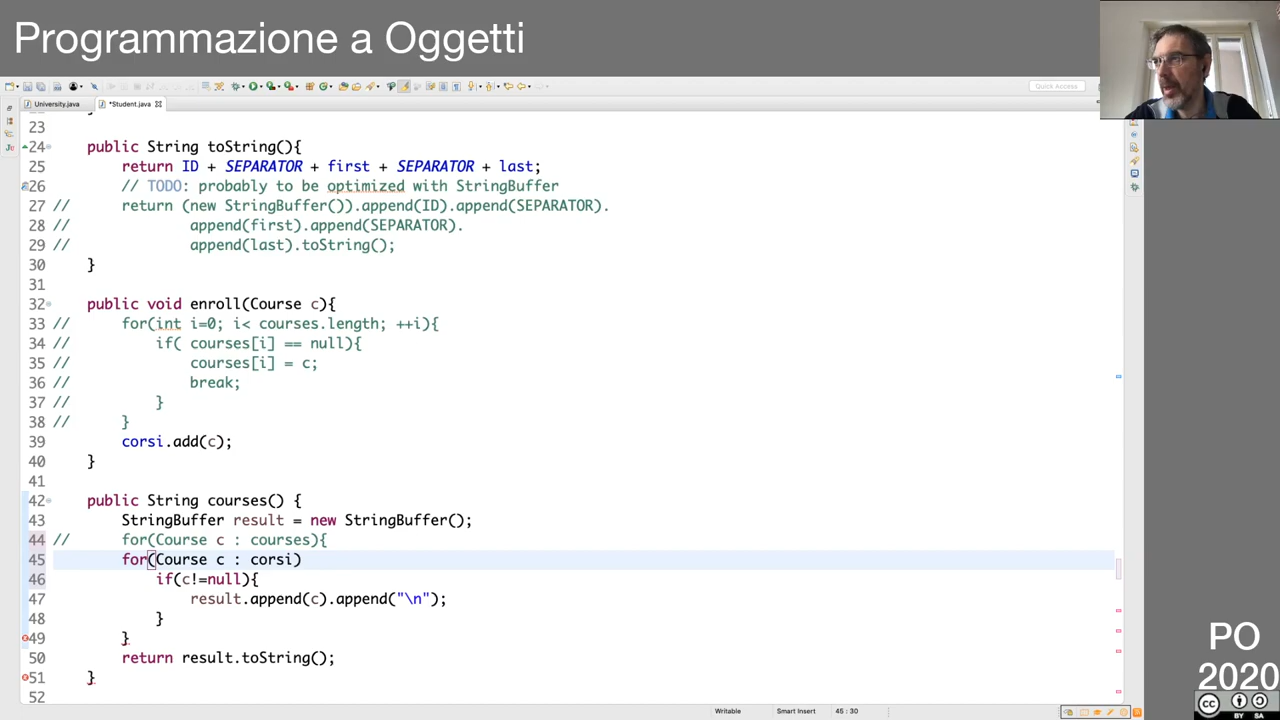 Programmazione a Oggetti
Quick Access
University.java
*Student.java
23
24 public String toString(){
25 return ID + SEPARATOR + first + SEPARATOR + last;
26 // TODO: probably to be optimized with StringBuffer
27 // return (new StringBuffer()).append(ID).append(SEPARATOR).
28 // append(first).append(SEPARATOR).
29 // append(last).toString();
30 }
31
32 public void enroll(Course c){
33 // for(int i=0; i< courses.length; ++i){
34 // if( courses[i] == null){
35 // courses[i] = c;
36 // break;
37 // }
38 // }
39 corsi.add(c);
40 }
41
42 public String courses() {
43 StringBuffer result = new StringBuffer();
44 // for(Course c : courses){
45 for(Course c : corsi)
46 if(c!=null){
47 result.append(c).append("\n");
48 }
49 }
50 return result.toString();
51 }
52
Writable
Smart Insert
45 : 30
PO
2020
CC
BY SA